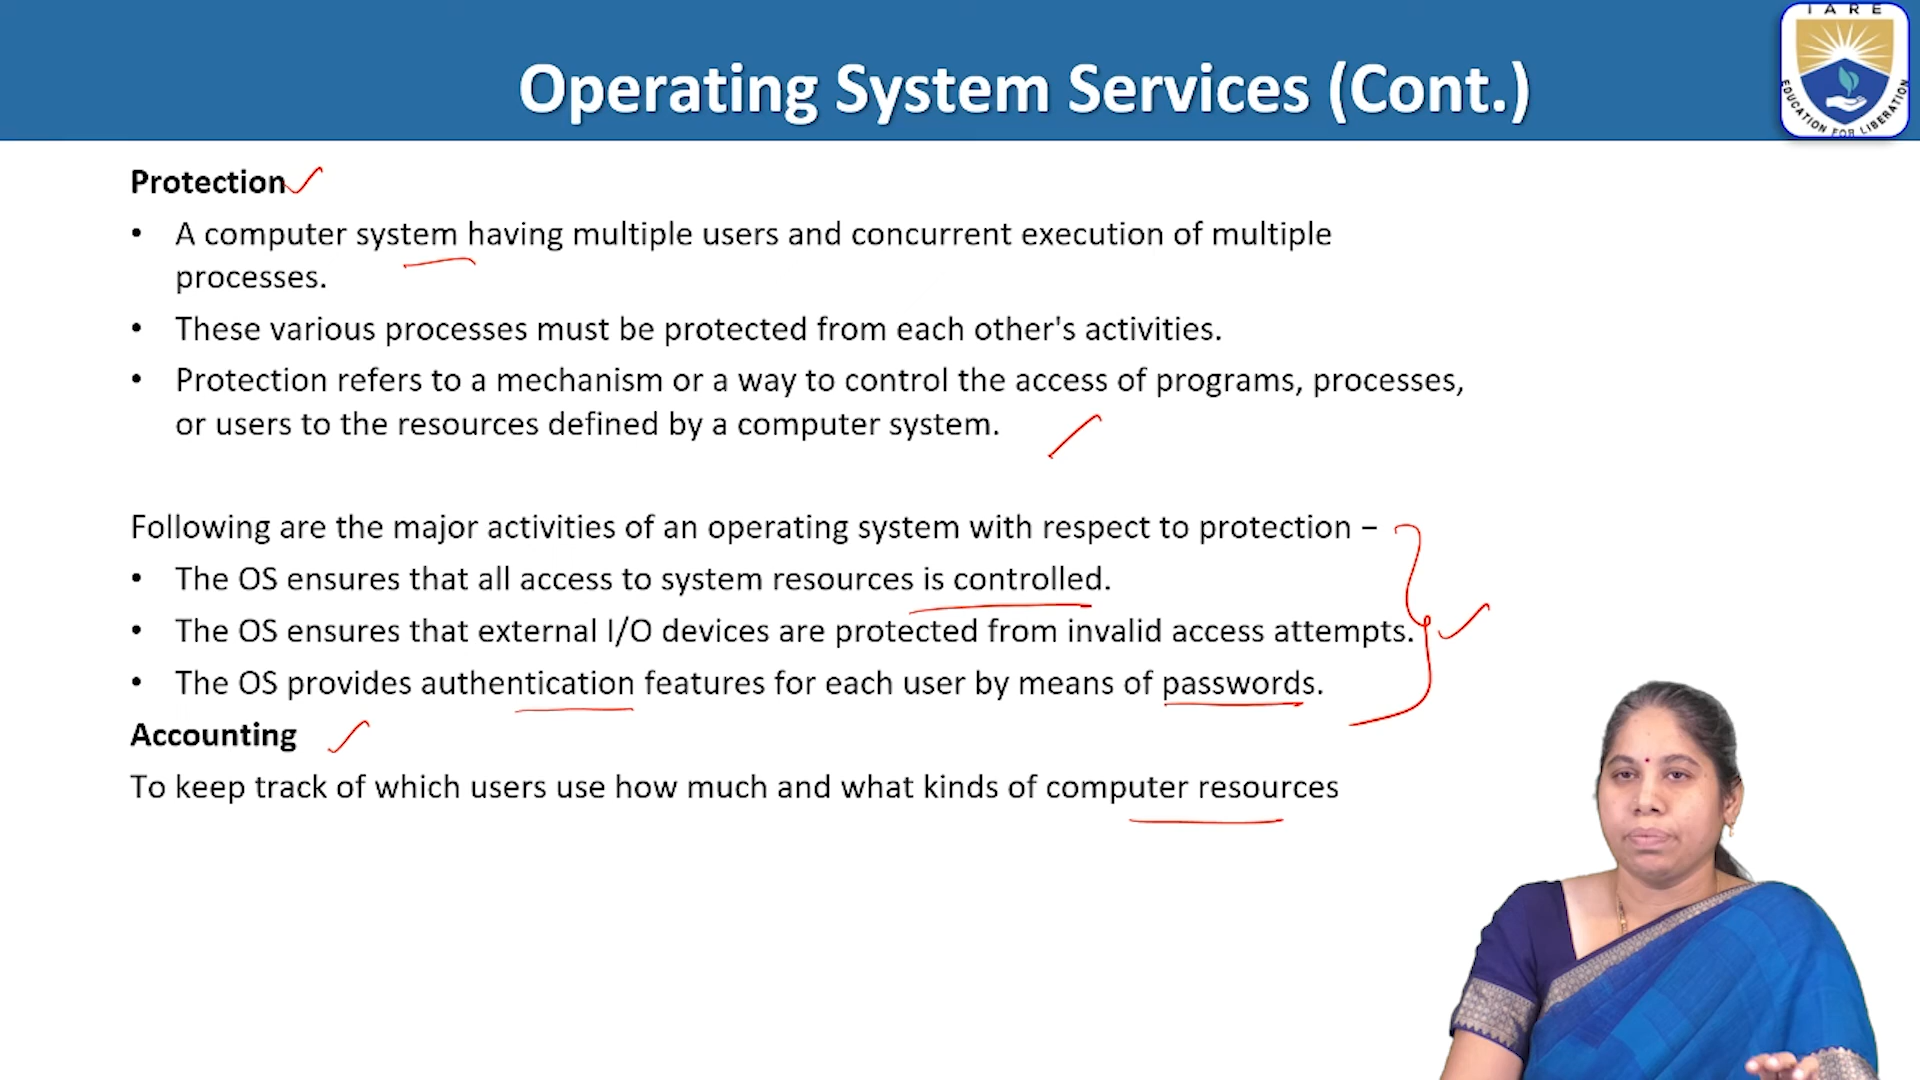 Operating System Services (Cont.)
IARE
EDUCATION FOR LIBERATION
Protection
• A computer system having multiple users and concurrent execution of multiple
processes.
• These various processes must be protected from each other's activities.
• Protection refers to a mechanism or a way to control the access of programs, processes,
or users to the resources defined by a computer system.
Following are the major activities of an operating system with respect to protection −
• The OS ensures that all access to system resources is controlled.
• The OS ensures that external I/O devices are protected from invalid access attempts.
• The OS provides authentication features for each user by means of passwords.
Accounting
To keep track of which users use how much and what kinds of computer resources